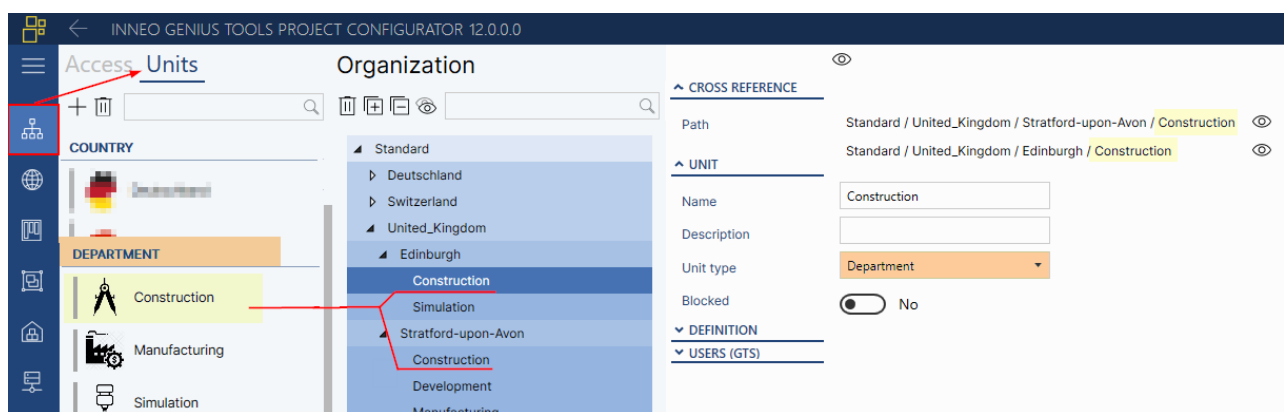 INNEO GENIUS TOOLS PROJECT CONFIGURATOR 12.0.0.0
Access Units
COUNTRY
DEPARTMENT
Construction
Manufacturing
Simulation
Organization
Standard
Deutschland
Switzerland
United_Kingdom
Edinburgh
Construction
Simulation
Stratford-upon-Avon
Construction
Development
Manufacturing
CROSS REFERENCE
Path Standard / United_Kingdom / Stratford-upon-Avon / Construction
Standard / United_Kingdom / Edinburgh / Construction
UNIT
Name Construction
Description
Unit type Department
Blocked No
DEFINITION
USERS (GTS)